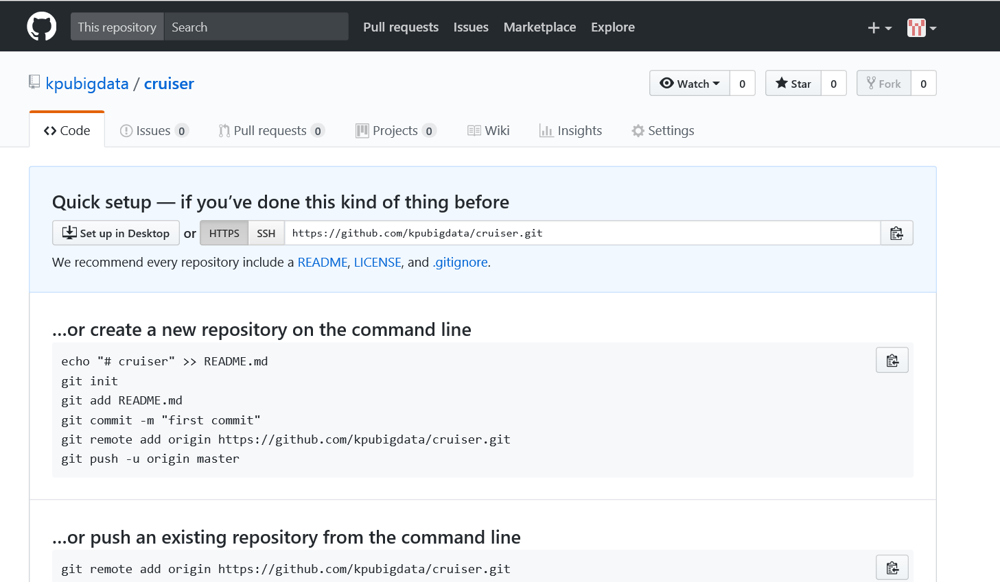 This repository Search Pull requests Issues Marketplace Explore
kpubigdata / cruiser Watch 0 Star 0 Fork 0
Code Issues 0 Pull requests 0 Projects 0 Wiki Insights Settings
Quick setup — if you’ve done this kind of thing before
Set up in Desktop or HTTPS SSH https://github.com/kpubigdata/cruiser.git
We recommend every repository include a README, LICENSE, and .gitignore.
…or create a new repository on the command line
echo "# cruiser" >> README.md
git init
git add README.md
git commit -m "first commit"
git remote add origin https://github.com/kpubigdata/cruiser.git
git push -u origin master
…or push an existing repository from the command line
git remote add origin https://github.com/kpubigdata/cruiser.git